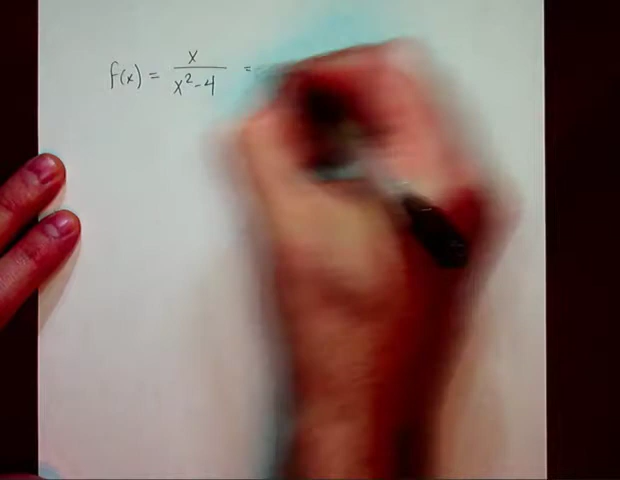 f(x) = x / x² - 4 =